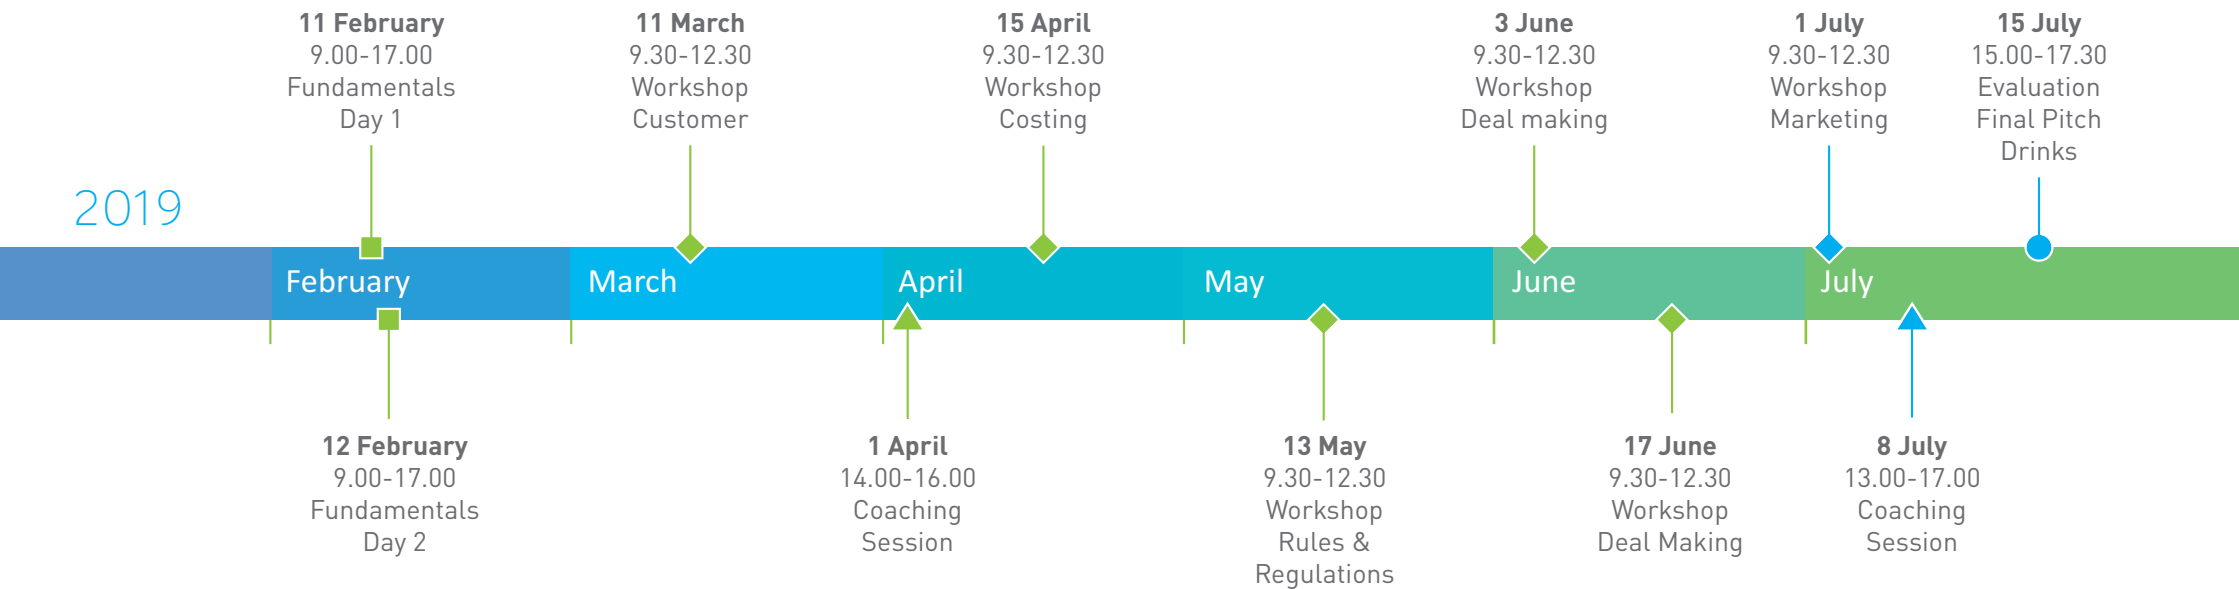 11 February
9.00-17.00
Fundamentals
Day 1
11 March
9.30-12.30
Workshop
Customer
15 April
9.30-12.30
Workshop
Costing
3 June
9.30-12.30
Workshop
Deal making
1 July
9.30-12.30
Workshop
Marketing
15 July
15.00-17.30
Evaluation
Final Pitch
Drinks
2019
February
March
April
May
June
July
12 February
9.00-17.00
Fundamentals
Day 2
1 April
14.00-16.00
Coaching
Session
13 May
9.30-12.30
Workshop
Rules &
Regulations
17 June
9.30-12.30
Workshop
Deal Making
8 July
13.00-17.00
Coaching
Session